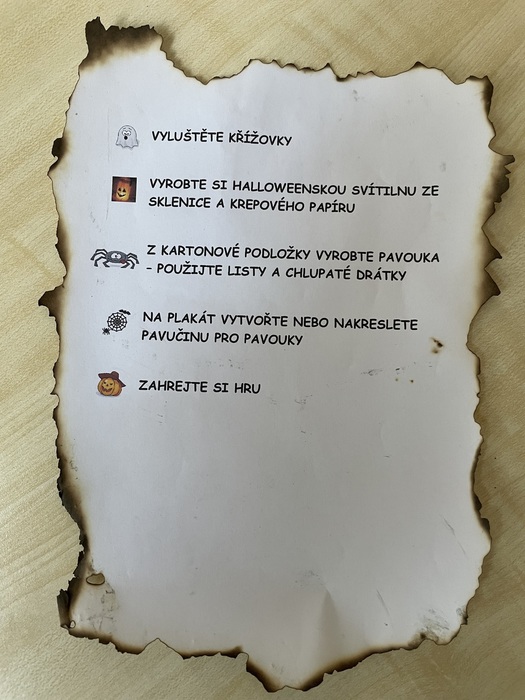 VYLUŠTĚTE KŘÍŽOVKY
VYROBTE SI HALLOWEENSKOU SVÍTILNU ZE
SKLENICE A KREPOVÉHO PAPÍRU
Z KARTONOVÉ PODLOŽKY VYROBTE PAVOUKA
– POUŽIJTE LISTY A CHLUPATÉ DRÁTKY
NA PLAKÁT VYTVOŘTE NEBO NAKRESLETE
PAVUČINU PRO PAVOUKY
ZAHREJTE SI HRU